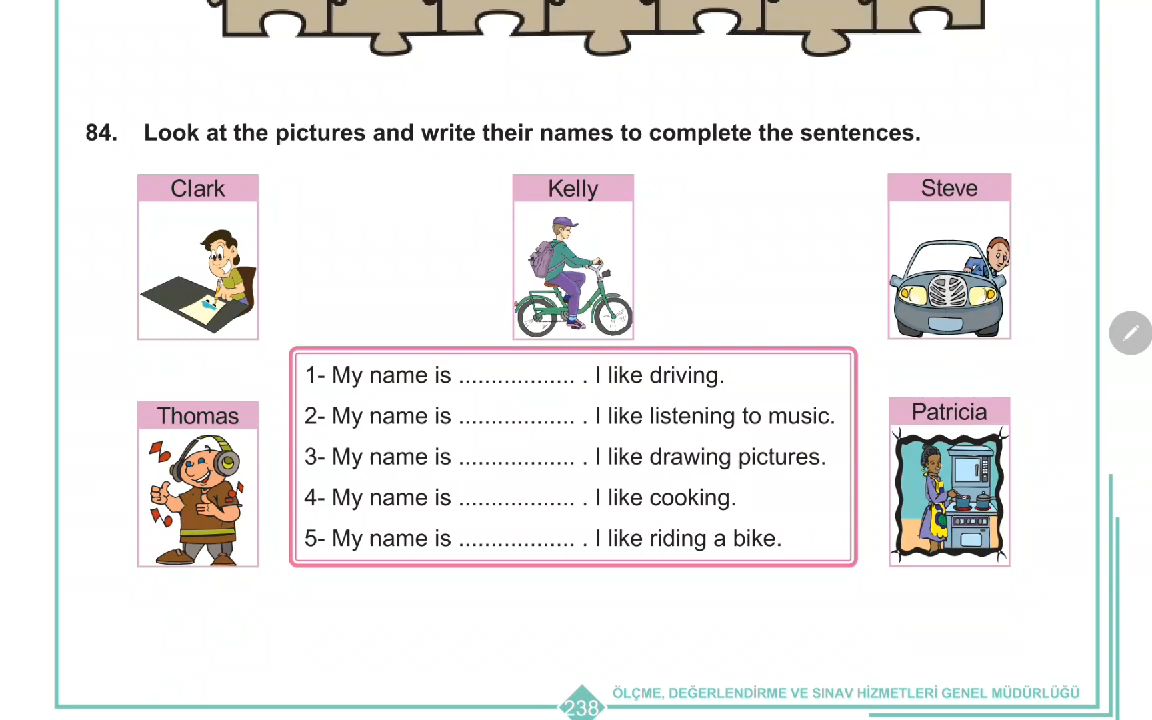 84. Look at the pictures and write their names to complete the sentences.
Clark
Kelly
Steve
1- My name is .................. . I like driving.
2- My name is .................. . I like listening to music.
3- My name is .................. . I like drawing pictures.
4- My name is .................. . I like cooking.
5- My name is .................. . I like riding a bike.
Thomas
Patricia
ÖLÇME, DEĞERLENDİRME VE SINAV HİZMETLERİ GENEL MÜDÜRLÜĞÜ
238